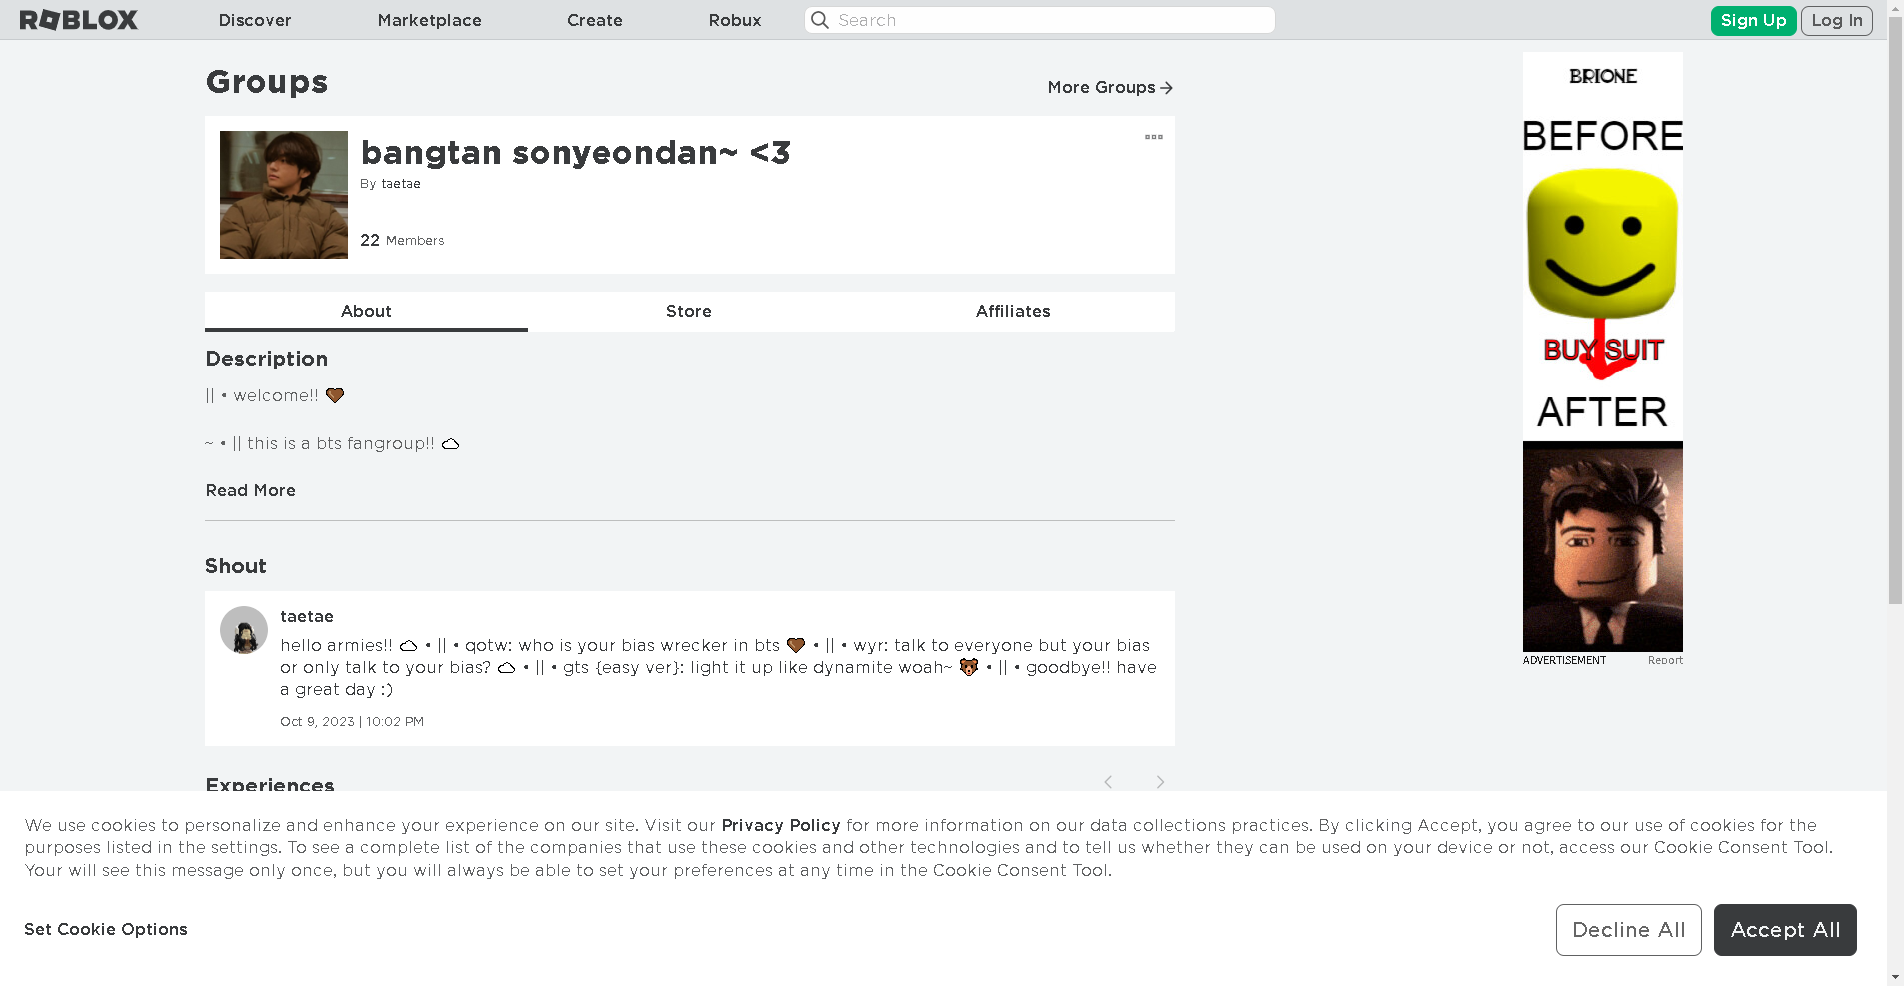 ROBLOX
Discover
Marketplace
Create
Robux
Search
Sign Up
Log In
Groups
More Groups
bangtan sonyeondan~ <3
By taetae
22 Members
About
Store
Affiliates
Description
|| • welcome!! 🤎
~ • || this is a bts fangroup!! ☁
Read More
Shout
taetae
hello armies!! ☁ • || • qotw: who is your bias wrecker in bts 🤎 • || • wyr: talk to everyone but your bias
or only talk to your bias? ☁ • || • gts {easy ver}: light it up like dynamite woah~ 🐻 • || • goodbye!! have
a great day :)
Oct 9, 2023 | 10:02 PM
Experiences
BRIONE
BEFORE
BUY SUIT
AFTER
ADVERTISEMENT
Report
We use cookies to personalize and enhance your experience on our site. Visit our Privacy Policy for more information on our data collections practices. By clicking Accept, you agree to our use of cookies for the
purposes listed in the settings. To see a complete list of the companies that use these cookies and other technologies and to tell us whether they can be used on your device or not, access our Cookie Consent Tool.
Your will see this message only once, but you will always be able to set your preferences at any time in the Cookie Consent Tool.
Set Cookie Options
Decline All
Accept All